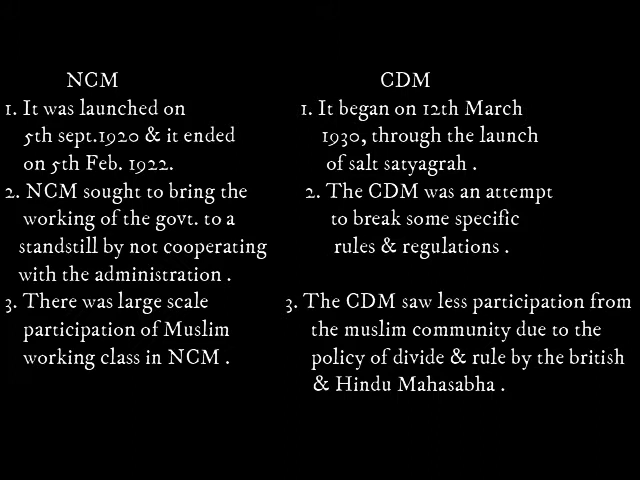 NCM
1. It was launched on
5th sept.1920 & it ended
on 5th Feb. 1922.
2. NCM sought to bring the
working of the govt. to a
standstill by not cooperating
with the administration .
3. There was large scale
participation of Muslim
working class in NCM .
CDM
1. It began on 12th March
1930, through the launch
of salt satyagrah .
2. The CDM was an attempt
to break some specific
rules & regulations .
3. The CDM saw less participation from
the muslim community due to the
policy of divide & rule by the british
& Hindu Mahasabha .